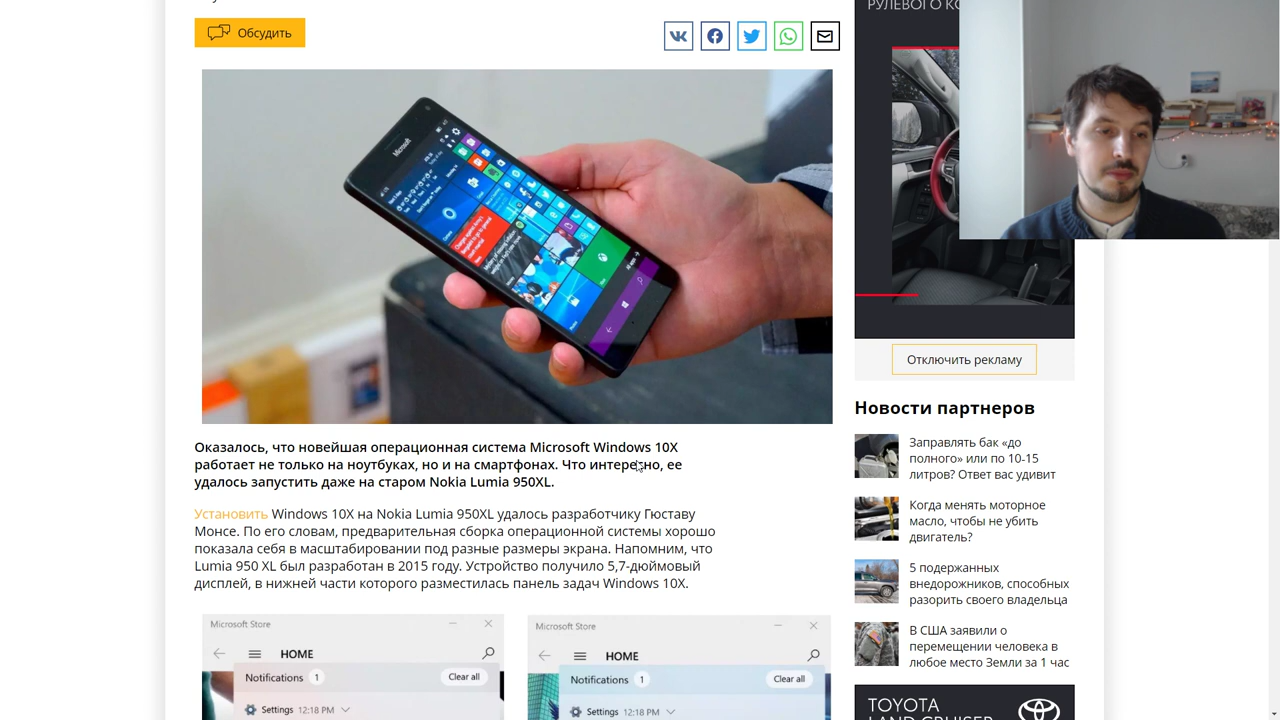 РУЛЕВОГО К
Обсудить
Microsoft
Оказалось, что новейшая операционная система Microsoft Windows 10X
работает не только на ноутбуках, но и на смартфонах. Что интересно, ее
удалось запустить даже на старом Nokia Lumia 950XL.
Установить Windows 10X на Nokia Lumia 950XL удалось разработчику Гюставу
Монсе. По его словам, предварительная сборка операционной системы хорошо
показала себя в масштабировании под разные размеры экрана. Напомним, что
Lumia 950 XL был разработан в 2015 году. Устройство получило 5,7-дюймовый
дисплей, в нижней части которого разместилась панель задач Windows 10X.
Microsoft Store
HOME
Notifications 1 Clear all
Settings 12:18 PM
Microsoft Store
HOME
Notifications 1 Clear all
Settings 12:18 PM
Отключить рекламу
Новости партнеров
Заправлять бак «до
полного» или по 10-15
литров? Ответ вас удивит
Когда менять моторное
масло, чтобы не убить
двигатель?
5 подержанных
внедорожников, способных
разорить своего владельца
В США заявили о
перемещении человека в
любое место Земли за 1 час
TOYOTA
LAND CRUISER